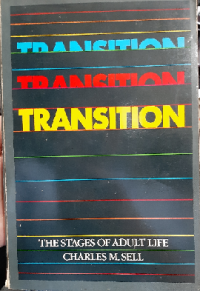 TRANSITION
TRANSITION
TRANSITION
THE STAGES OF ADULT LIFE
CHARLES M. SELL